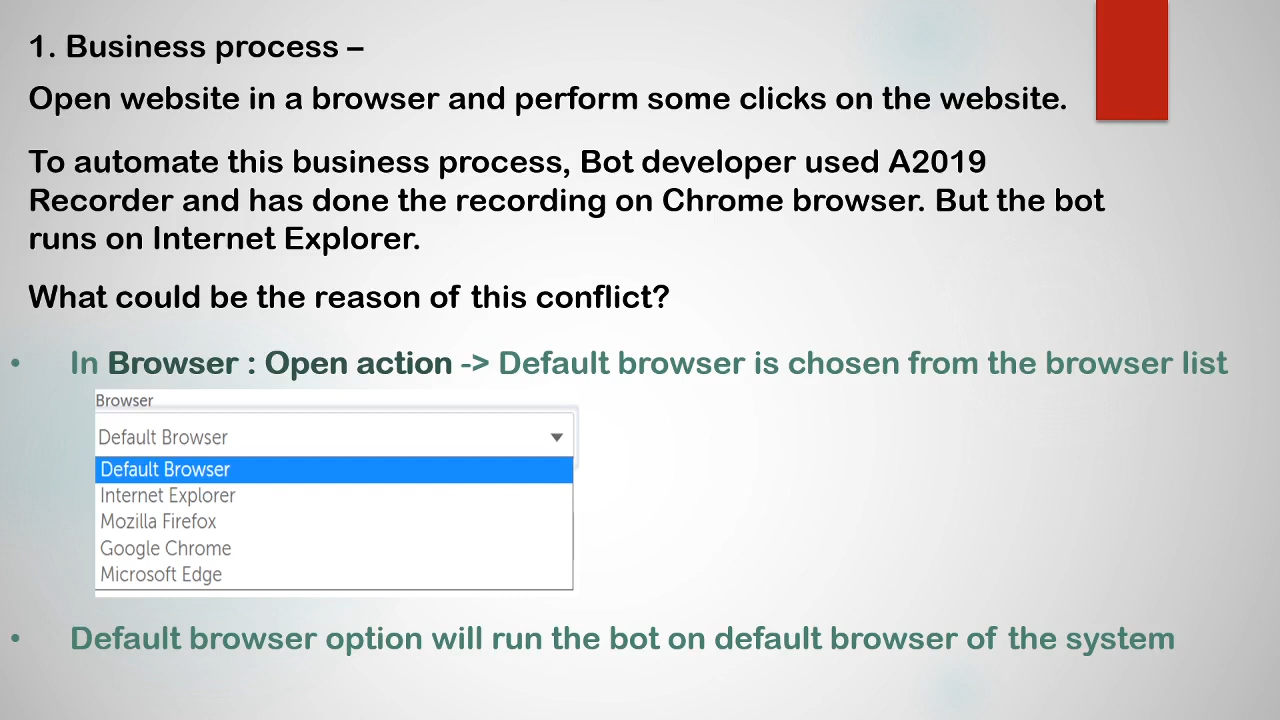 1. Business process –
Open website in a browser and perform some clicks on the website.
To automate this business process, Bot developer used A2019
Recorder and has done the recording on Chrome browser. But the bot
runs on Internet Explorer.
What could be the reason of this conflict?
• In Browser : Open action -> Default browser is chosen from the browser list
Browser
Default Browser
Default Browser
Internet Explorer
Mozilla Firefox
Google Chrome
Microsoft Edge
• Default browser option will run the bot on default browser of the system